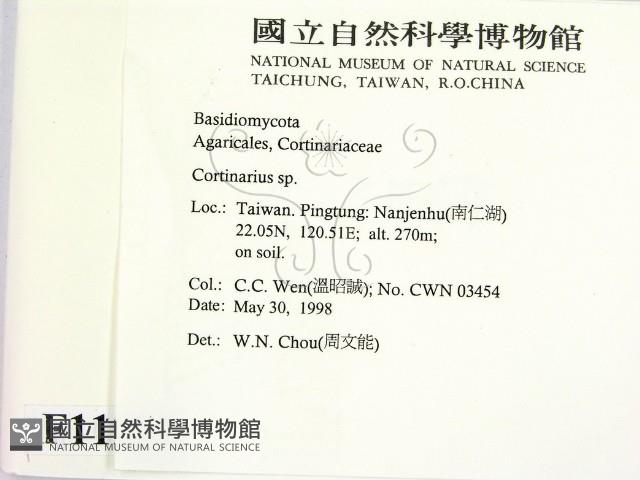 國立自然科學博物館
NATIONAL MUSEUM OF NATURAL SCIENCE
TAICHUNG, TAIWAN, R.O.CHINA
Basidiomycota
Agaricales, Cortinariaceae
Cortinarius sp.
Loc.: Taiwan. Pingtung: Nanjenhu(南仁湖)
22.05N, 120.51E; alt. 270m;
on soil.
Col.: C.C. Wen(溫昭誠); No. CWN 03454
Date: May 30, 1998
Det.: W.N. Chou(周文能)
F11
國立自然科學博物館
NATIONAL MUSEUM OF NATURAL SCIENCE